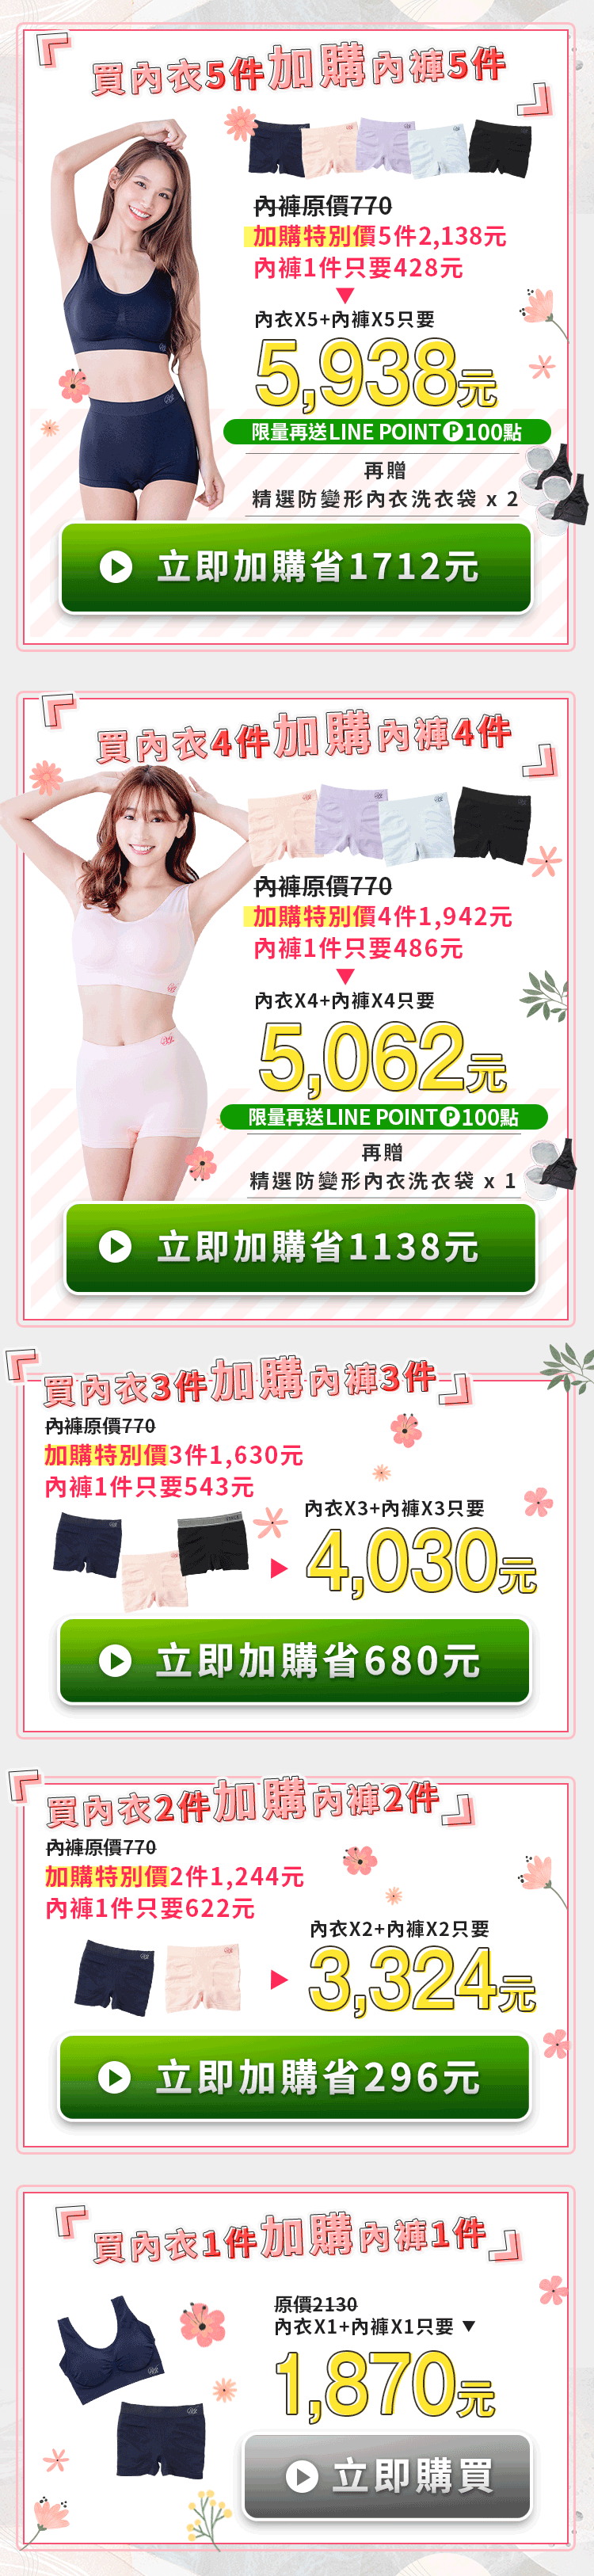 買內衣5件加購內褲5件
內褲原價770
加購特別價5件2,138元
內褲1件只要428元
內衣X5+內褲X5只要
5,938元
限量再送LINE POINT P 100點
再贈
精選防變形內衣洗衣袋 x 2
立即加購省1712元
買內衣4件加購內褲4件
內褲原價770
加購特別價4件1,942元
內褲1件只要486元
內衣X4+內褲X4只要
5,062元
限量再送LINE POINT P 100點
再贈
精選防變形內衣洗衣袋 x 1
立即加購省1138元
買內衣3件加購內褲3件
內褲原價770
加購特別價3件1,630元
內褲1件只要543元
內衣X3+內褲X3只要
4,030元
立即加購省680元
買內衣2件加購內褲2件
內褲原價770
加購特別價2件1,244元
內褲1件只要622元
內衣X2+內褲X2只要
3,324元
立即加購省296元
買內衣1件加購內褲1件
原價2130
內衣X1+內褲X1只要
1,870元
立即購買